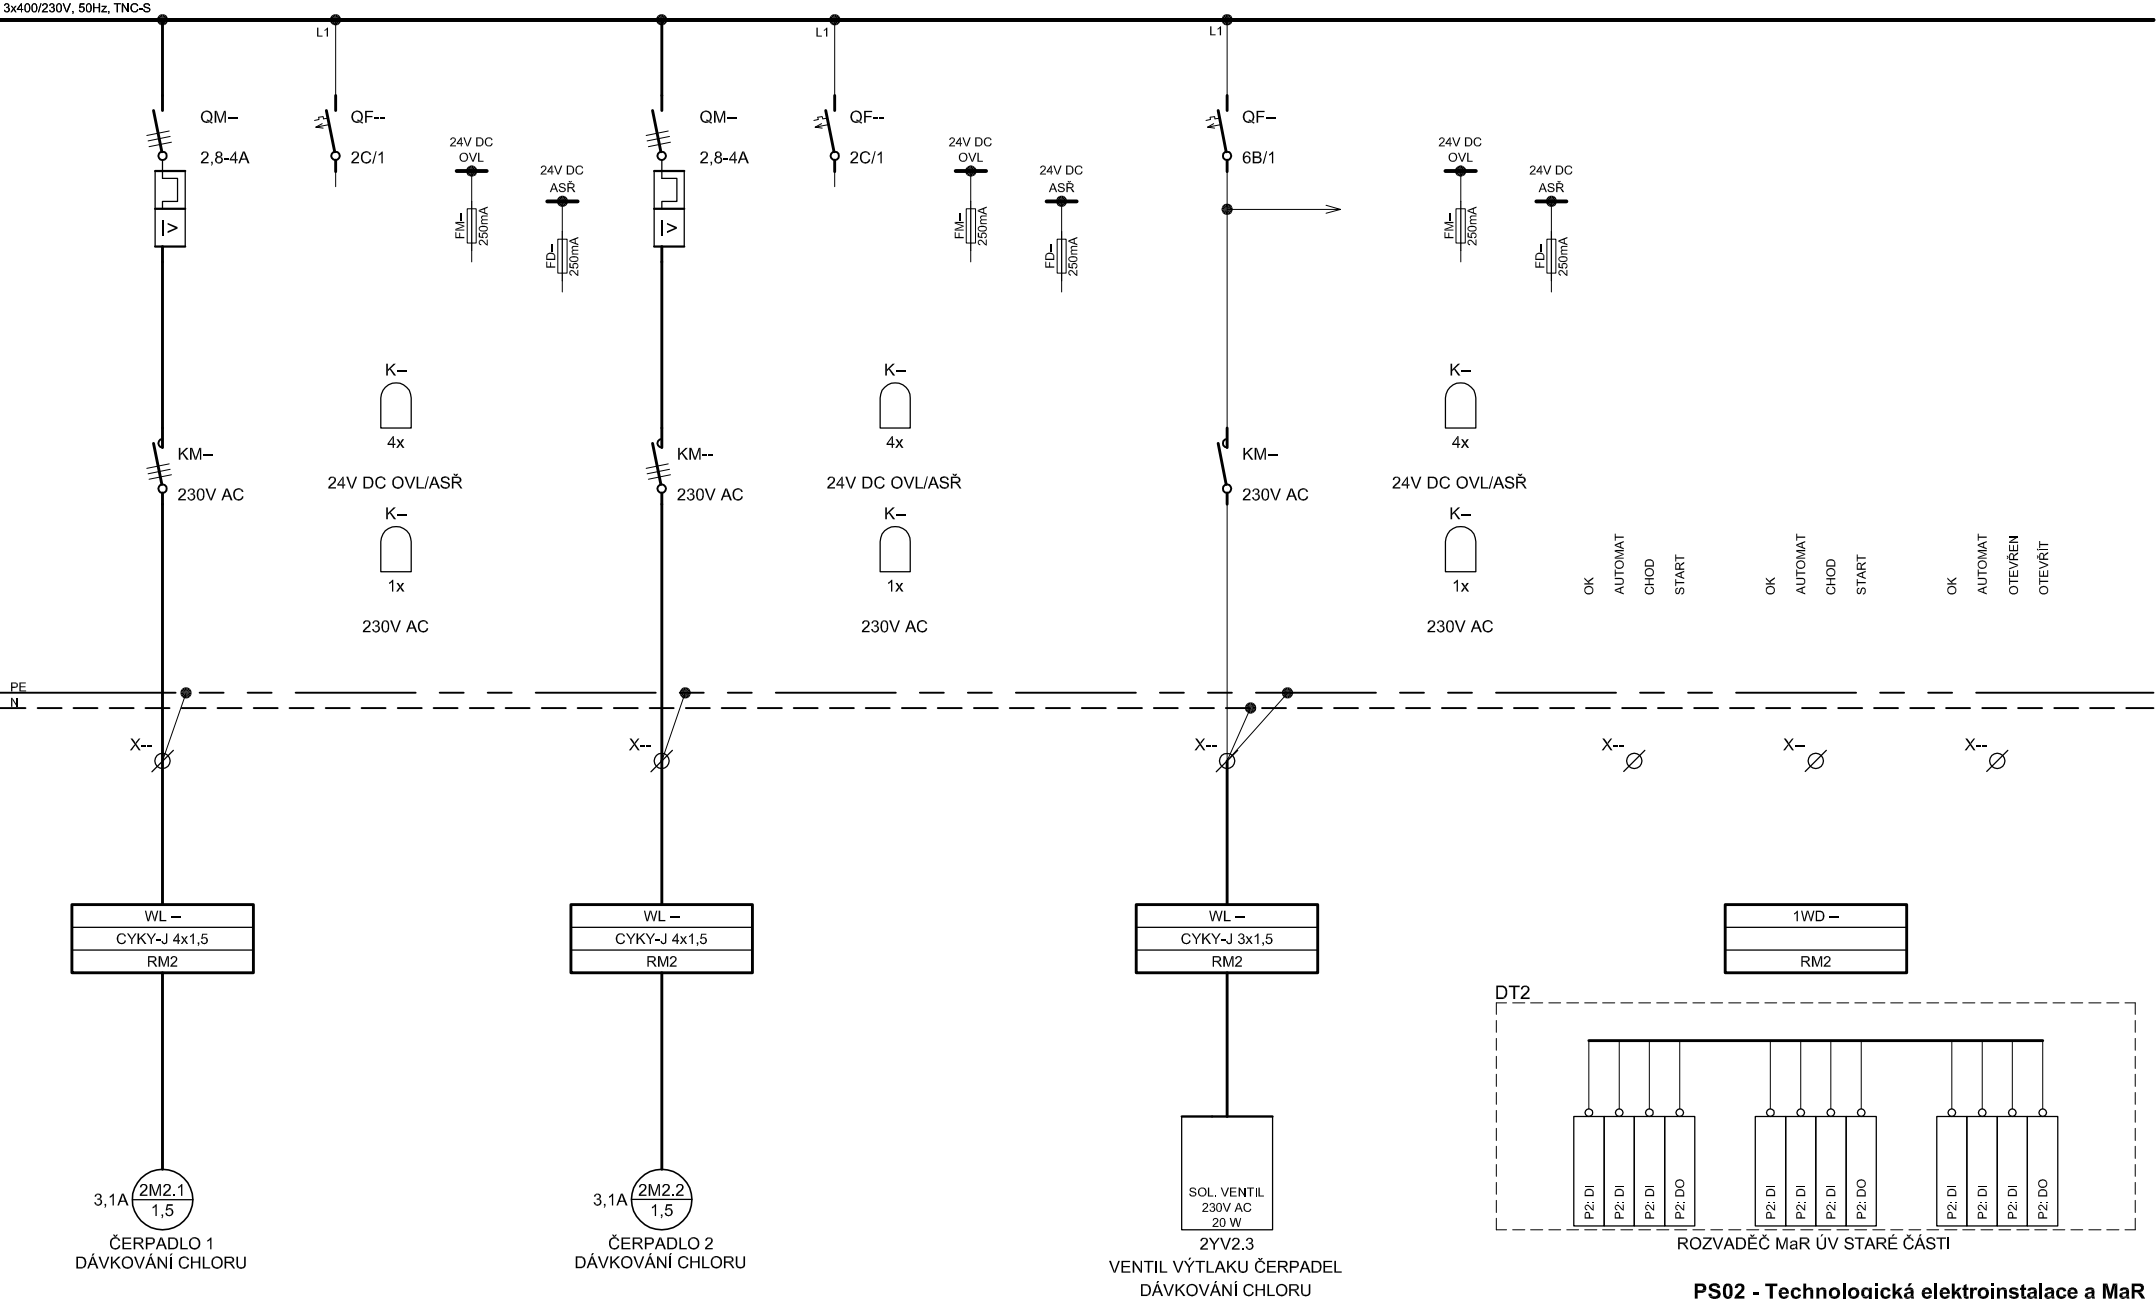 3x400/230V, 50Hz, TNC-S
L1
L1
L1
QM–
2,8-4A
QF--
2C/1
24V DC
OVL
FM–
250mA
24V DC
ASŘ
FD–
250mA
QM–
2,8-4A
QF--
2C/1
24V DC
OVL
FM–
250mA
24V DC
ASŘ
FD–
250mA
QF–
6B/1
24V DC
OVL
FM–
250mA
24V DC
ASŘ
FD–
250mA
I>
I>
K–
4x
24V DC OVL/ASŘ
K–
1x
230V AC
K–
4x
24V DC OVL/ASŘ
K–
1x
230V AC
K–
4x
24V DC OVL/ASŘ
K–
1x
230V AC
KM–
230V AC
KM--
230V AC
KM–
230V AC
OK
AUTOMAT
CHOD
START
OK
AUTOMAT
CHOD
START
OK
AUTOMAT
OTEVŘEN
OTEVŘÍT
PE
N
X--
X--
X--
X--
X–
X--
WL –
CYKY-J 4x1,5
RM2
WL –
CYKY-J 4x1,5
RM2
WL –
CYKY-J 3x1,5
RM2
1WD –
RM2
DT2
P2: DI
P2: DI
P2: DI
P2: DO
P2: DI
P2: DI
P2: DI
P2: DO
P2: DI
P2: DI
P2: DI
P2: DO
ROZVADĚČ MaR ÚV STARÉ ČÁSTI
3,1A
2M2.1
1,5
ČERPADLO 1
DÁVKOVÁNÍ CHLORU
3,1A
2M2.2
1,5
ČERPADLO 2
DÁVKOVÁNÍ CHLORU
SOL. VENTIL
230V AC
20 W
2YV2.3
VENTIL VÝTLAKU ČERPADEL
DÁVKOVÁNÍ CHLORU
PS02 - Technologická elektroinstalace a MaR